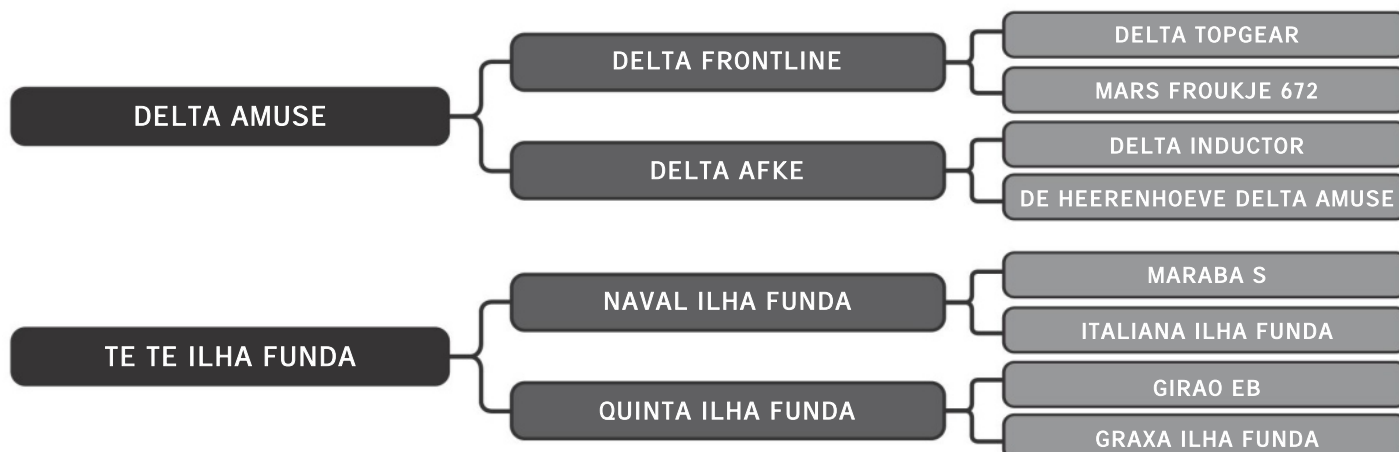 DELTA AMUSE
DELTA FRONTLINE
DELTA TOPGEAR
MARS FROUKJE 672
DELTA AFKE
DELTA INDUCTOR
DE HEERENHOEVE DELTA AMUSE
TE TE ILHA FUNDA
NAVAL ILHA FUNDA
MARABA S
ITALIANA ILHA FUNDA
QUINTA ILHA FUNDA
GIRAO EB
GRAXA ILHA FUNDA